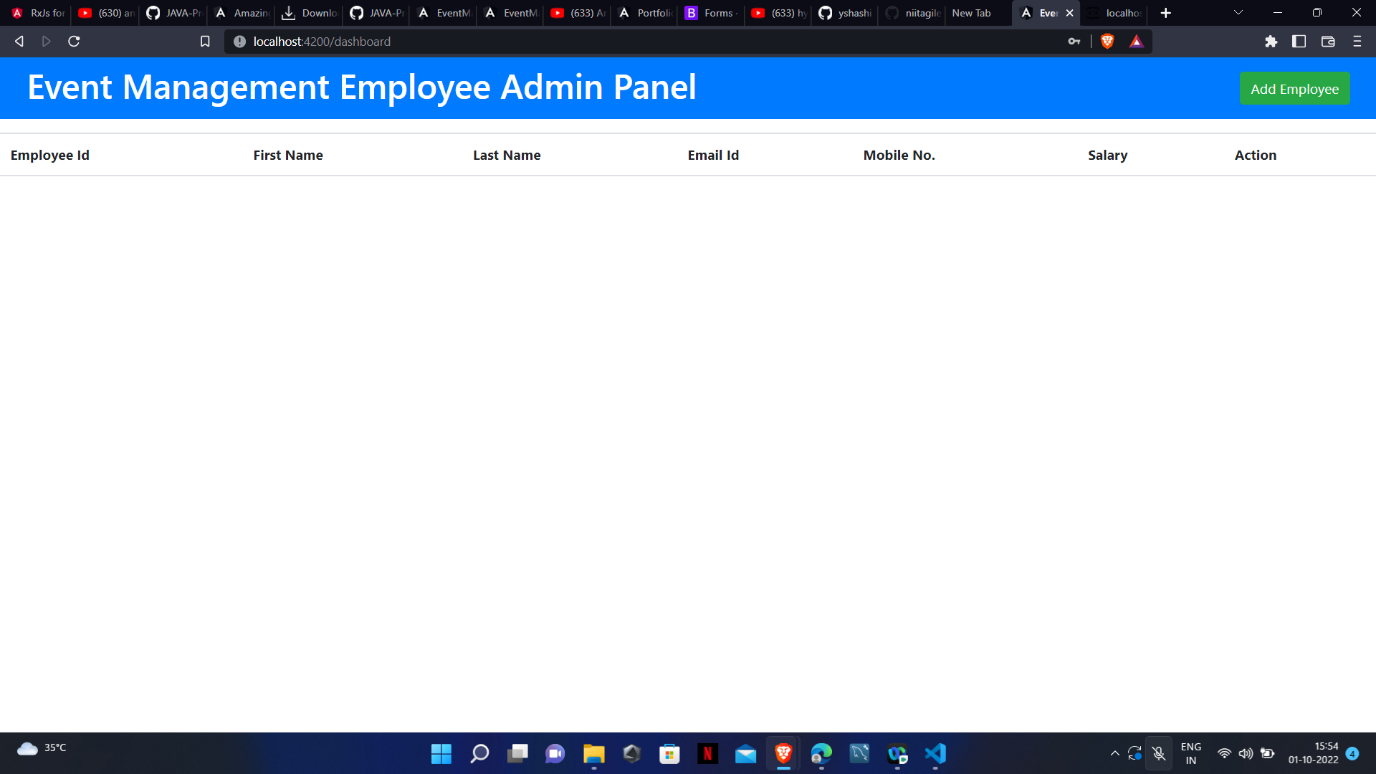 RxJs for
(630) an
JAVA-Pr
Amazin
Downlo
JAVA-Pr
EventM
EventM
(633) A
Portfoli
B Forms -
(633) hy
yshashi
niitagile
New Tab
Eve
localhos
localhost:4200/dashboard
Event Management Employee Admin Panel
Add Employee
Employee Id First Name Last Name Email Id Mobile No. Salary Action
35°C
N
ENG
IN
15:54
01-10-2022
4